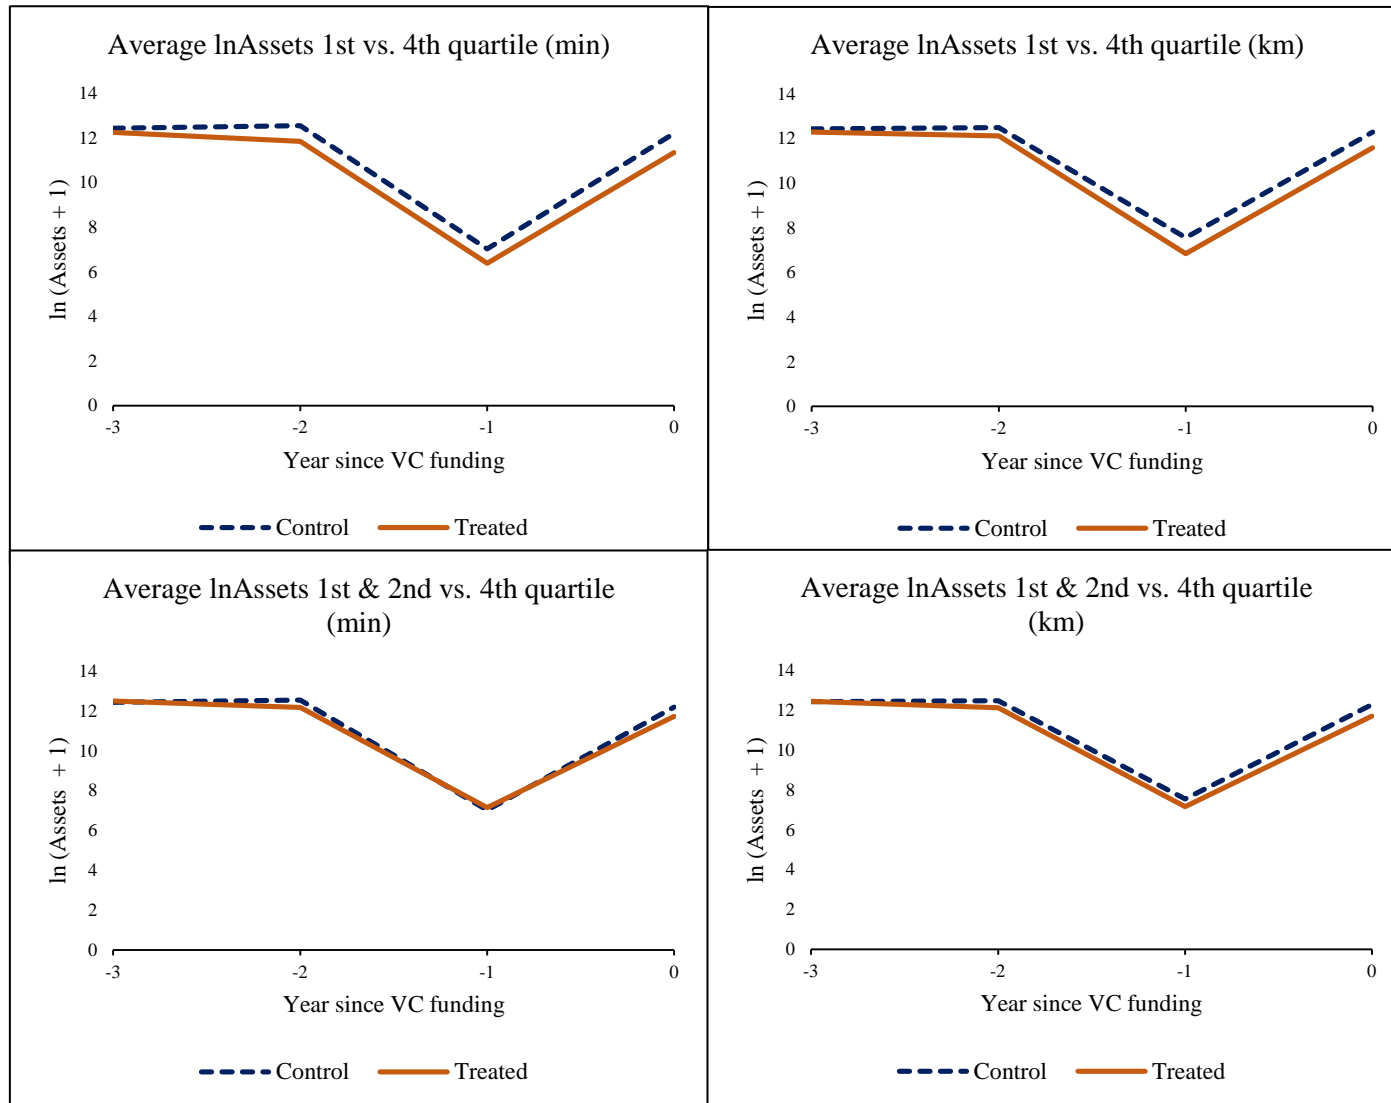 Average lnAssets 1st vs. 4th quartile (min)
14
12
10
8
6
4
2
0
ln (Assets + 1)
-3 -2 -1 0
Year since VC funding
Control Treated
Average lnAssets 1st vs. 4th quartile (km)
14
12
10
8
6
4
2
0
ln (Assets + 1)
-3 -2 -1 0
Year since VC funding
Control Treated
Average lnAssets 1st & 2nd vs. 4th quartile
(min)
14
12
10
8
6
4
2
0
ln (Assets + 1)
-3 -2 -1 0
Year since VC funding
Control Treated
Average lnAssets 1st & 2nd vs. 4th quartile
(km)
14
12
10
8
6
4
2
0
ln (Assets + 1)
-3 -2 -1 0
Year since VC funding
Control Treated